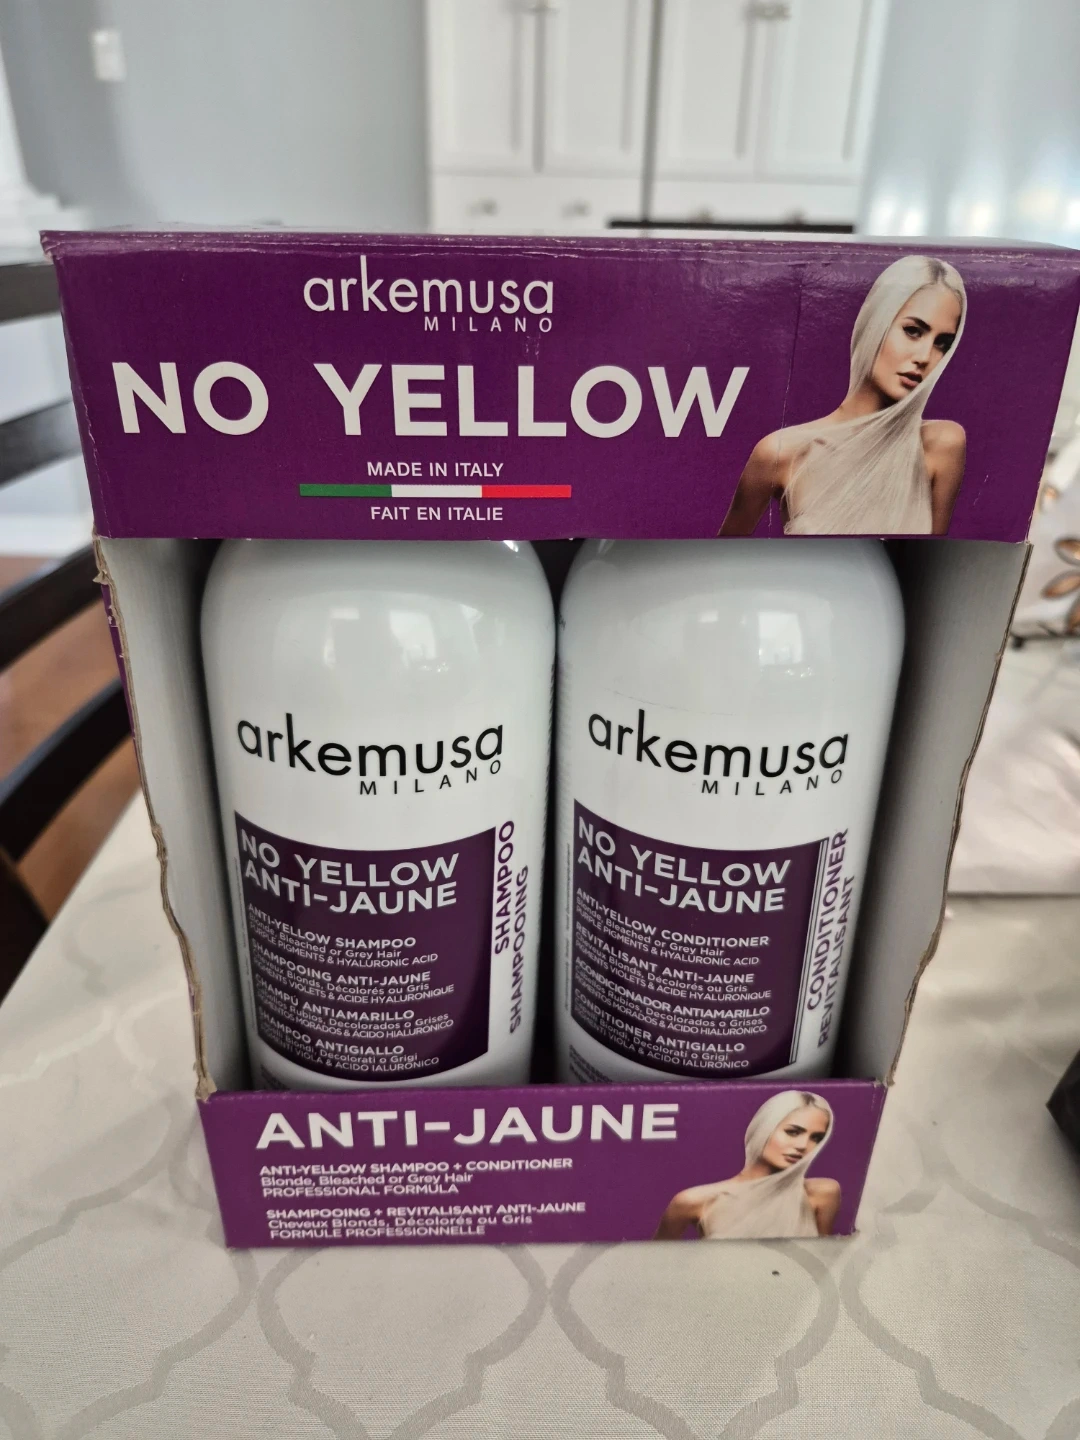 arkemusa
MILANO
NO YELLOW
MADE IN ITALY
FAIT EN ITALIE
arkemusa
MILANO
NO YELLOW
ANTI-JAUNE
ANTI-YELLOW SHAMPOO
Blonde, Bleached or Grey Hair
PURPLE PIGMENTS & HYALURONIC ACID
SHAMPOOING ANTI-JAUNE
Cheveux Blonds, Décolorés ou Gris
PIGMENTS VIOLETS & ACIDE HYALURONIQUE
SHAMPÚ ANTIAMARILLO
Cabellos Rubios, Decolorados o Grises
PIGMENTOS MORADOS & ÁCIDO HIALURÓNICO
SHAMPOO ANTIGIALLO
Biondi, Decolorati o Grigi
PIGMENTI VIOLA & ACIDO IALURONICO
SHAMPOO
SHAMPOOING
arkemusa
MILANO
NO YELLOW
ANTI-JAUNE
ANTI-YELLOW CONDITIONER
Blonde, Bleached or Grey Hair
PURPLE PIGMENTS & HYALURONIC ACID
REVITALISANT ANTI-JAUNE
Cheveux Blonds, Décolorés ou Gris
PIGMENTS VIOLETS & ACIDE HYALURONIQUE
ACONDICIONADOR ANTIAMARILLO
Cabellos Rubios, Decolorados o Grises
PIGMENTOS MORADOS & ÁCIDO HIALURÓNICO
CONDITIONER ANTIGIALLO
Biondi, Decolorati o Grigi
PIGMENTI VIOLA & ACIDO IALURONICO
CONDITIONER
REVITALISANT
ANTI-JAUNE
ANTI-YELLOW SHAMPOO + CONDITIONER
Blonde, Bleached or Grey Hair
PROFESSIONAL FORMULA
SHAMPOOING + REVITALISANT ANTI-JAUNE
Cheveux Blonds, Décolorés ou Gris
FORMULE PROFESSIONNELLE